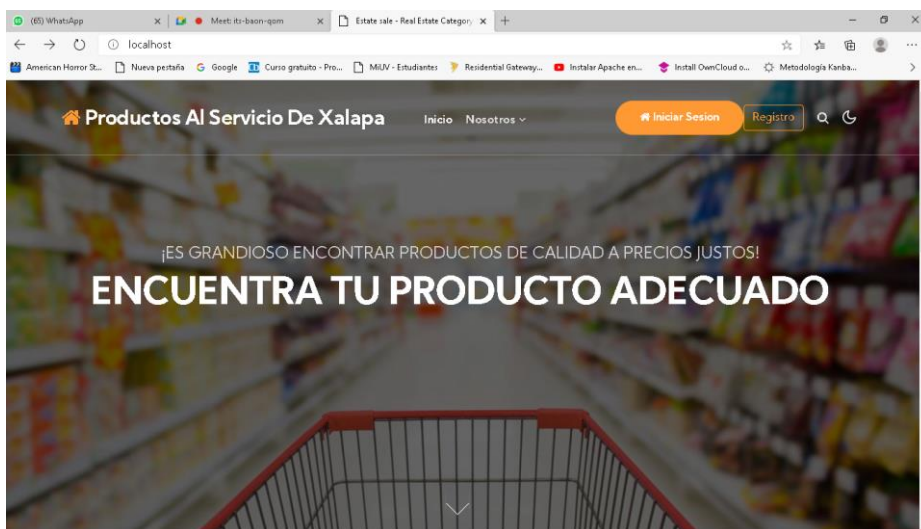 (65) WhatsApp
Meet: its-baon-qom
Estate sale - Real Estate Category
localhost
American Horror St...
Nueva pestaña
Google
Curso gratuito - Pro...
MiUV - Estudiantes
Residential Gateway...
Instalar Apache en...
Install OwnCloud o...
Metodología Kanba...
Productos Al Servicio De Xalapa
Inicio
Nosotros
Iniciar Sesion
Registro
¡ES GRANDIOSO ENCONTRAR PRODUCTOS DE CALIDAD A PRECIOS JUSTOS!
ENCUENTRA TU PRODUCTO ADECUADO